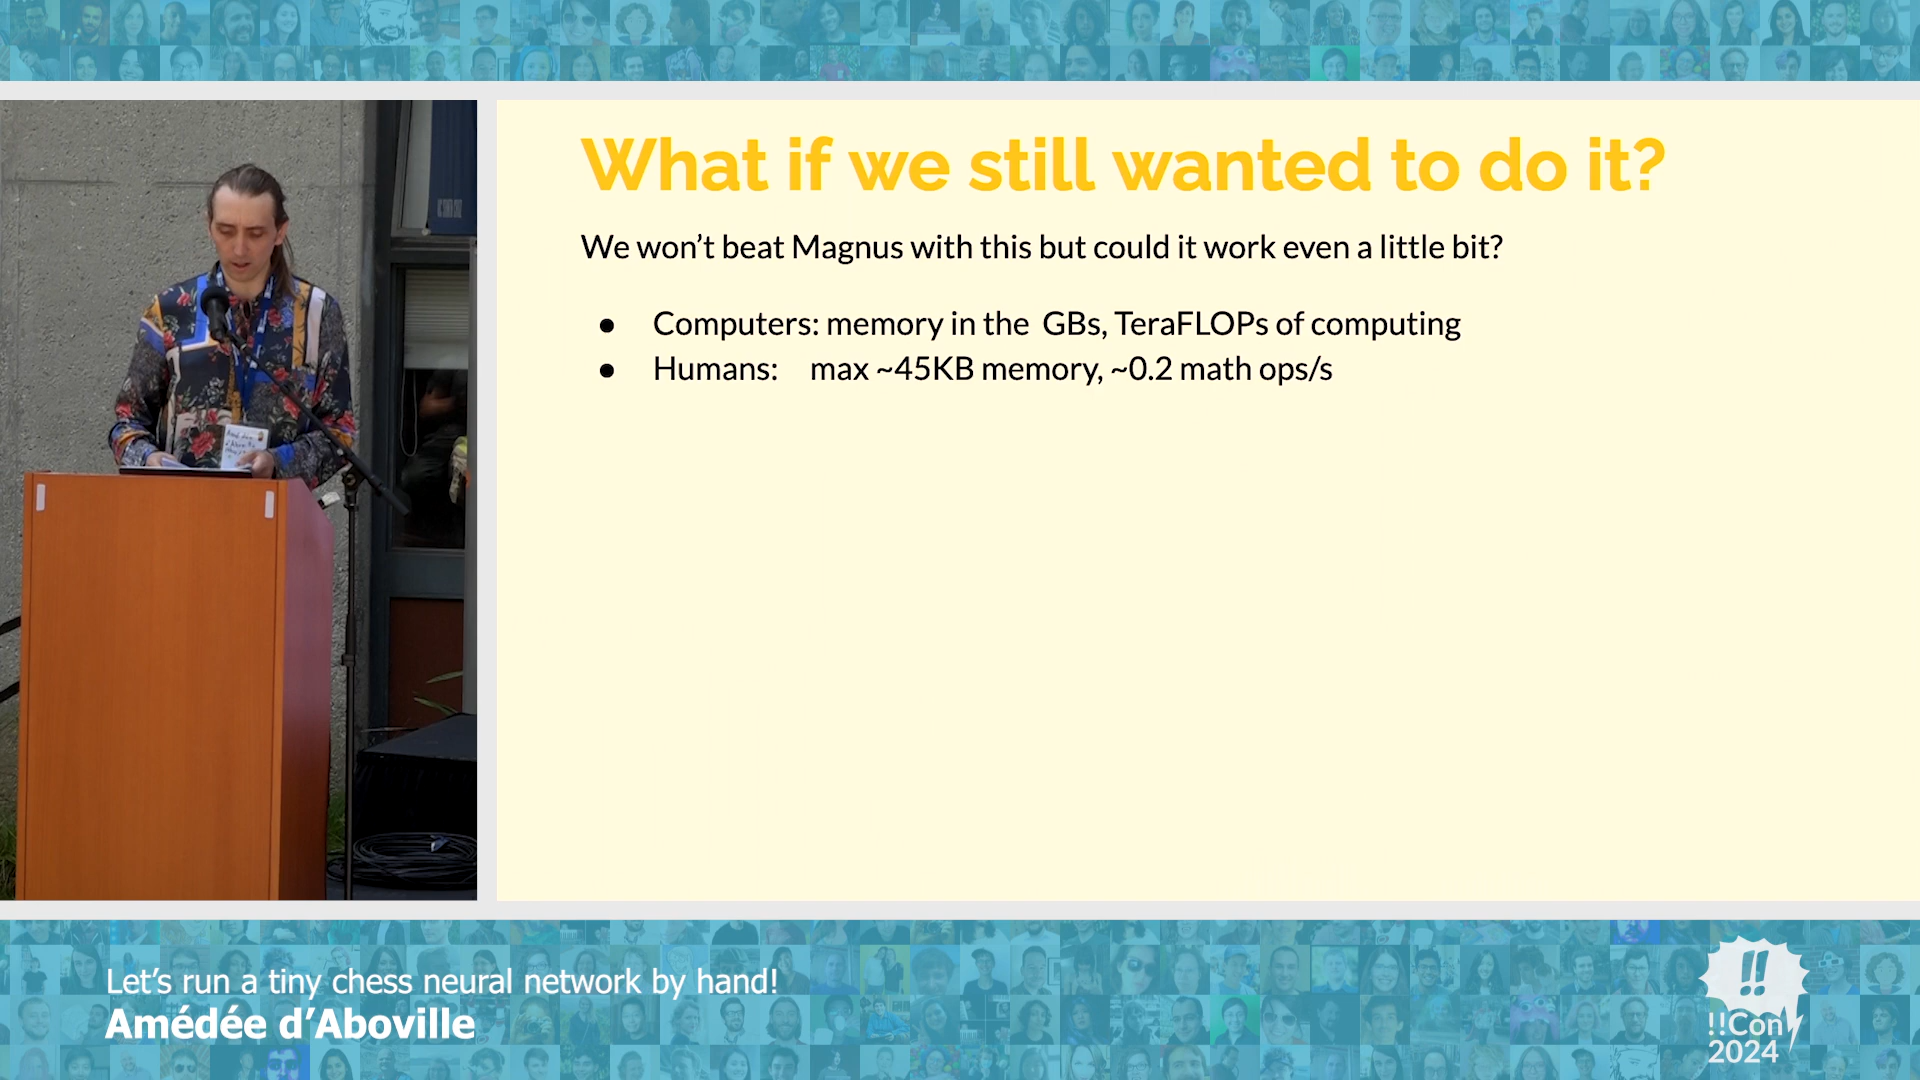 What if we still wanted to do it?
We won't beat Magnus with this but could it work even a little bit?
● Computers: memory in the GBs, TeraFLOPs of computing
● Humans: max ~45KB memory, ~0.2 math ops/s
Let's run a tiny chess neural network by hand!
Amédée d'Aboville
!!
!!Con
2024